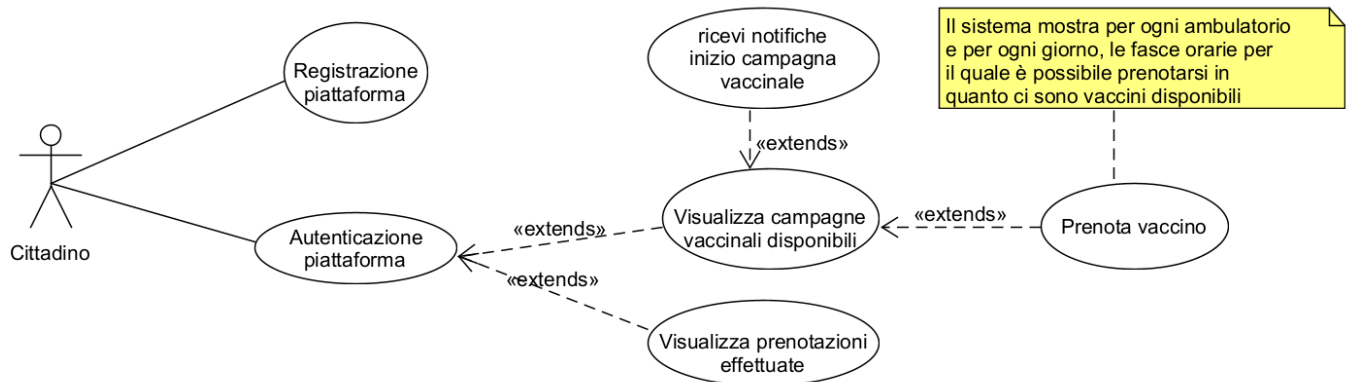 ricevi notifiche
inizio campagna
vaccinale
Il sistema mostra per ogni ambulatorio
e per ogni giorno, le fasce orarie per
il quale è possibile prenotarsi in
quanto ci sono vaccini disponibili
Registrazione
piattaforma
«extends»
Cittadino
Autenticazione
piattaforma
«extends»
Visualizza campagne
vaccinali disponibili
«extends»
Prenota vaccino
«extends»
Visualizza prenotazioni
effettuate